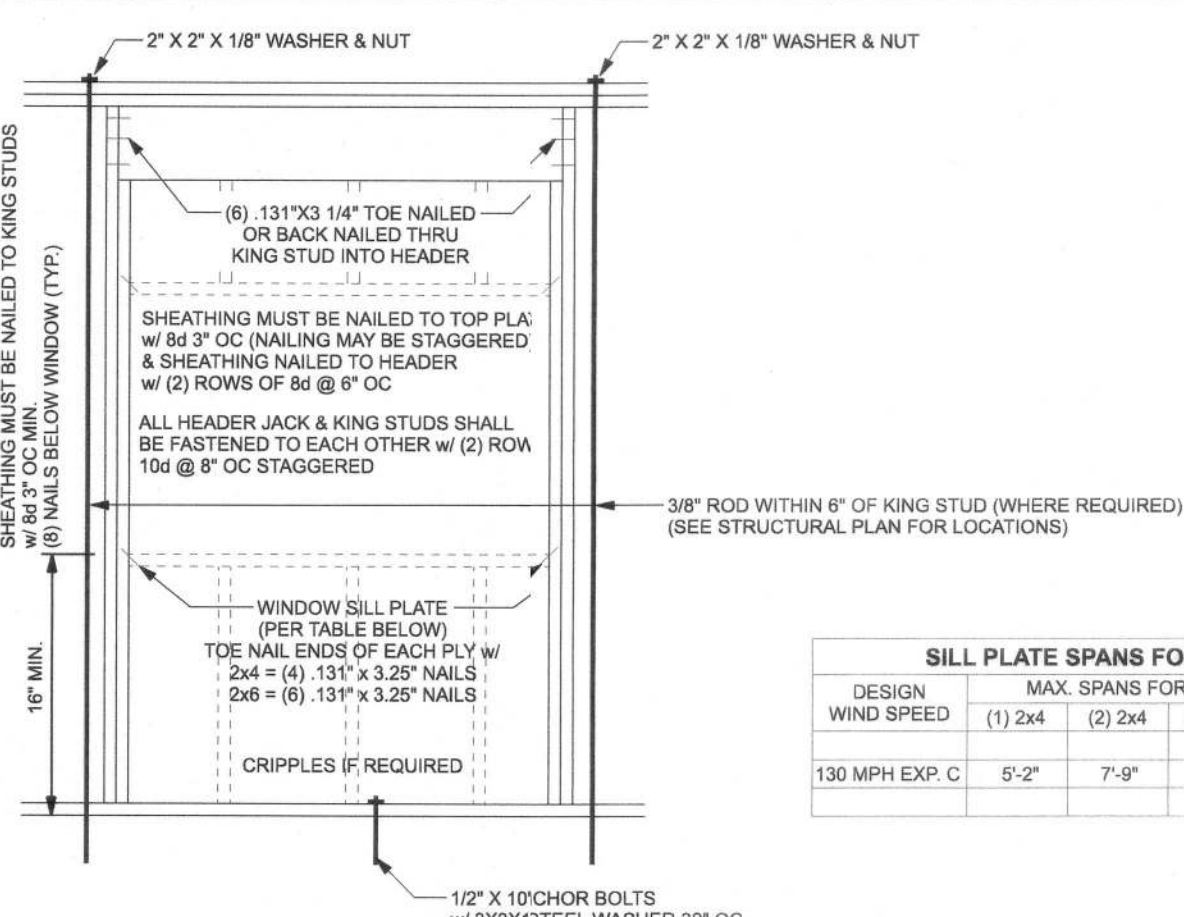 2" X 2" X 1/8" WASHER & NUT
2" X 2" X 1/8" WASHER & NUT
SHEATHING MUST BE NAILED TO KING STUDS
w/ 8d 3" OC MIN.
(8) NAILS BELOW WINDOW (TYP.)
(6) .131"X3 1/4" TOE NAILED
OR BACK NAILED THRU
KING STUD INTO HEADER
SHEATHING MUST BE NAILED TO TOP
w/ 8d 3" OC (NAILING MAY BE STAGGERED
& SHEATHING NAILED TO HEADER
w/ (2) ROWS OF 8d @ 6" OC
ALL HEADER JACK & KING STUDS SHALL
BE FASTENED TO EACH OTHER w/ (2) ROW
10d @ 8" OC STAGGERED
3/8" ROD WITHIN 6" OF KING STUD (WHERE REQUIRED)
(SEE STRUCTURAL PLAN FOR LOCATIONS)
16" MIN.
WINDOW SILL PLATE
(PER TABLE BELOW)
TOE NAIL ENDS OF EACH PLY w/
2x4 = (4) .131" x 3.25" NAILS
2x6 = (6) .131" x 3.25" NAILS
CRIPPLES IF REQUIRED
SILL PLATE SPANS FO
DESIGN
WIND SPEED
MAX. SPANS FOR
(1) 2x4 (2) 2x4
130 MPH EXP. C 5'-2" 7'-9"
1/2" X 10'CHOR BOLTS